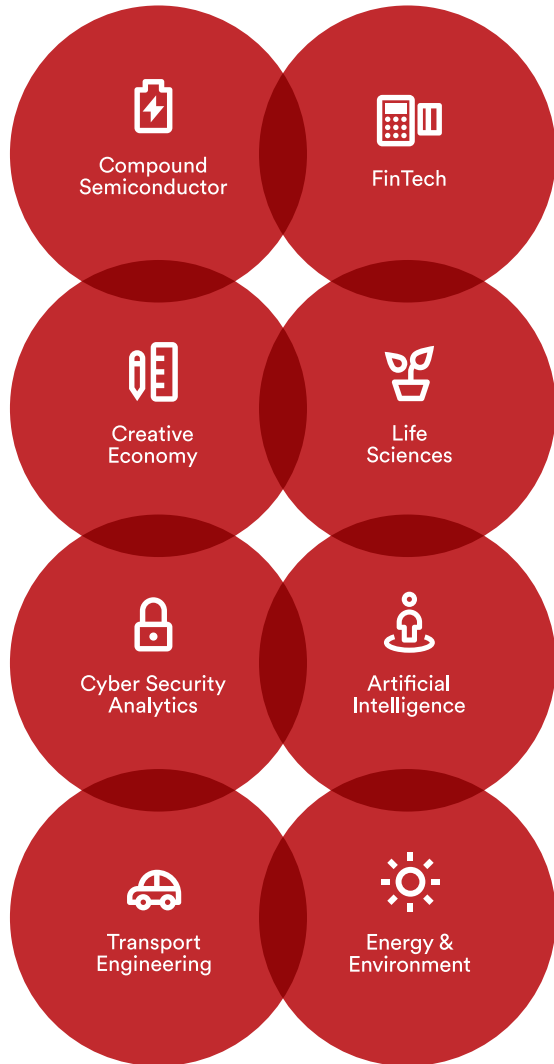 Compound
Semiconductor
FinTech
Creative
Economy
Life
Sciences
Cyber Security
Analytics
Artificial
Intelligence
Transport
Engineering
Energy &
Environment